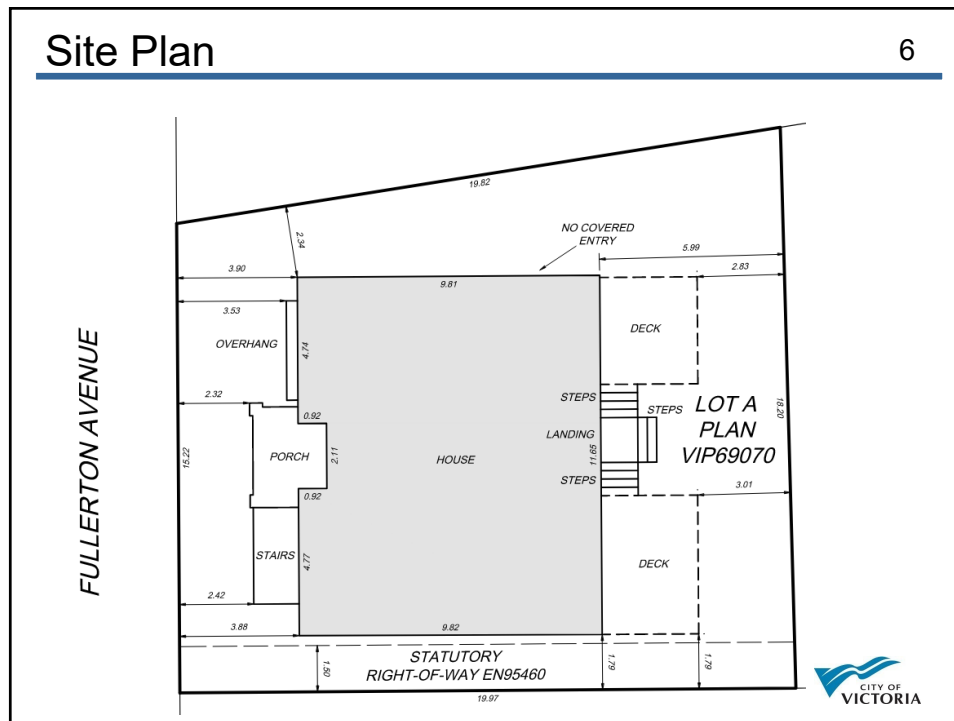 Site Plan
6
19.82
2.34
NO COVERED
ENTRY
5.99
3.90
2.83
9.81
3.53
OVERHANG
4.74
DECK
2.32
0.92
STEPS
STEPS
LOT A
PLAN
VIP69070
18.20
FULLERTON AVENUE
15.22
PORCH
2.11
HOUSE
LANDING
11.65
STEPS
3.01
0.92
STAIRS
4.77
DECK
2.42
3.88
9.82
1.50
STATUTORY
RIGHT-OF-WAY EN95460
1.79
1.79
19.97
CITY OF
VICTORIA